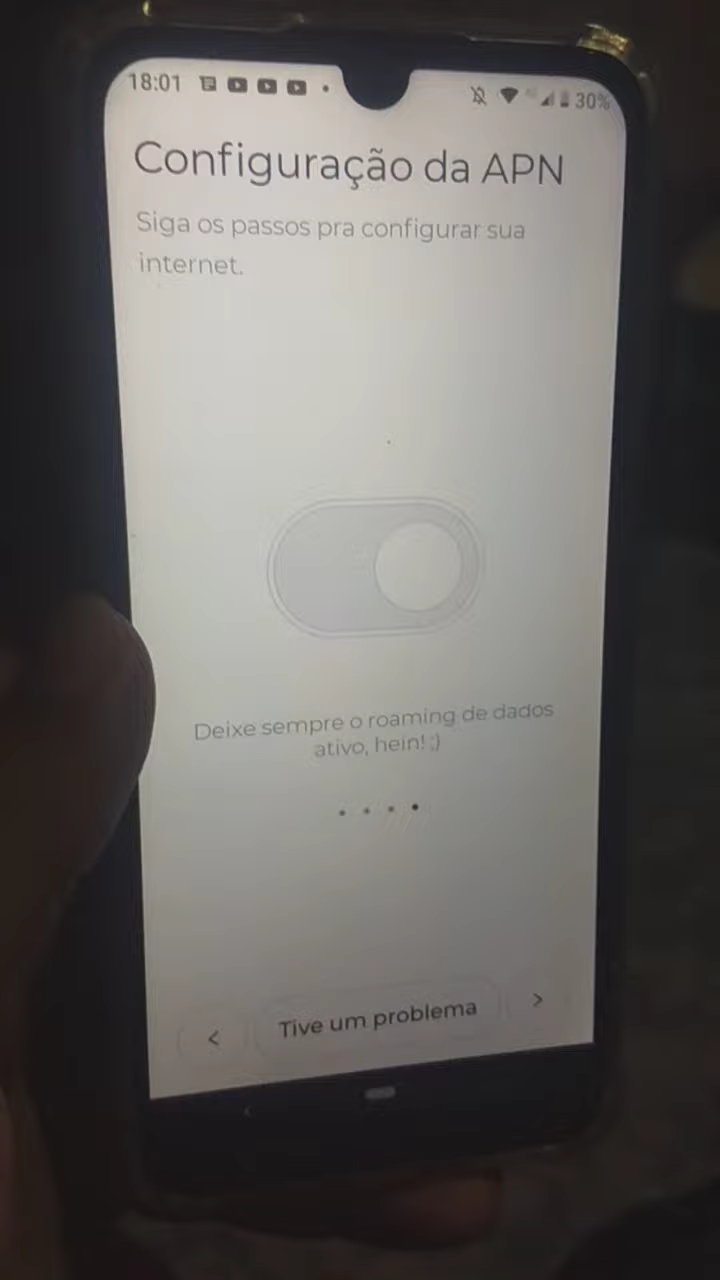 18:01
30%
Configuração da APN
Siga os passos pra configurar sua
internet.
Deixe sempre o roaming de dados
ativo, hein! ;)
Tive um problema